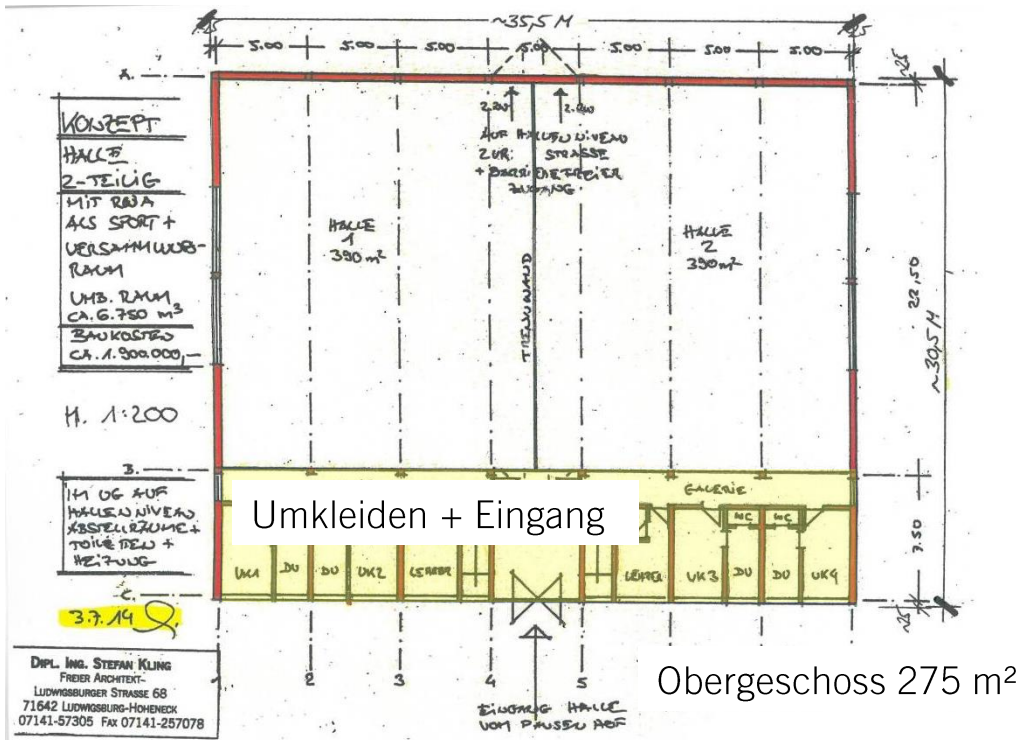 ~35,5 M
5.00 5.00 5.00 5.00 5.00 5.00 5.00
A.
KONZEPT
HALLE
2-TEILIG
MIT RWA
ALS SPORT +
VERSAMMLUNGS-
RAUM
UMB. RAUM
CA. 6.750 m³
BAUKOSTEN
CA. 1.900.000,-
M. 1:200
AUF HALLENNIVEAU
ZUR STRASSE
+ BARRIEREFREIER
ZUGANG
HALLE
1
390 m²
TRENNWAND
HALLE
2
390 m²
~25
22,50
~30,5 M
7.50
~25
B.
IM UG AUF
HALLENNIVEAU
ABSTELLRÄUME +
TOILETTEN +
HEIZUNG
C.
3.7.14
GALERIE
Umkleiden + Eingang
WC WC
UK1 DU DU UK2 LEHRER LEHRER UK3 DU DU UK4
1 2 3 4 5
EINGANG HALLE
VOM PAUSENHOF
Obergeschoss 275 m²
DIPL. ING. STEFAN KLING
FREIER ARCHITEKT
LUDWIGSBURGER STRASSE 68
71642 LUDWIGSBURG-HOHENECK
07141-57305 FAX 07141-257078